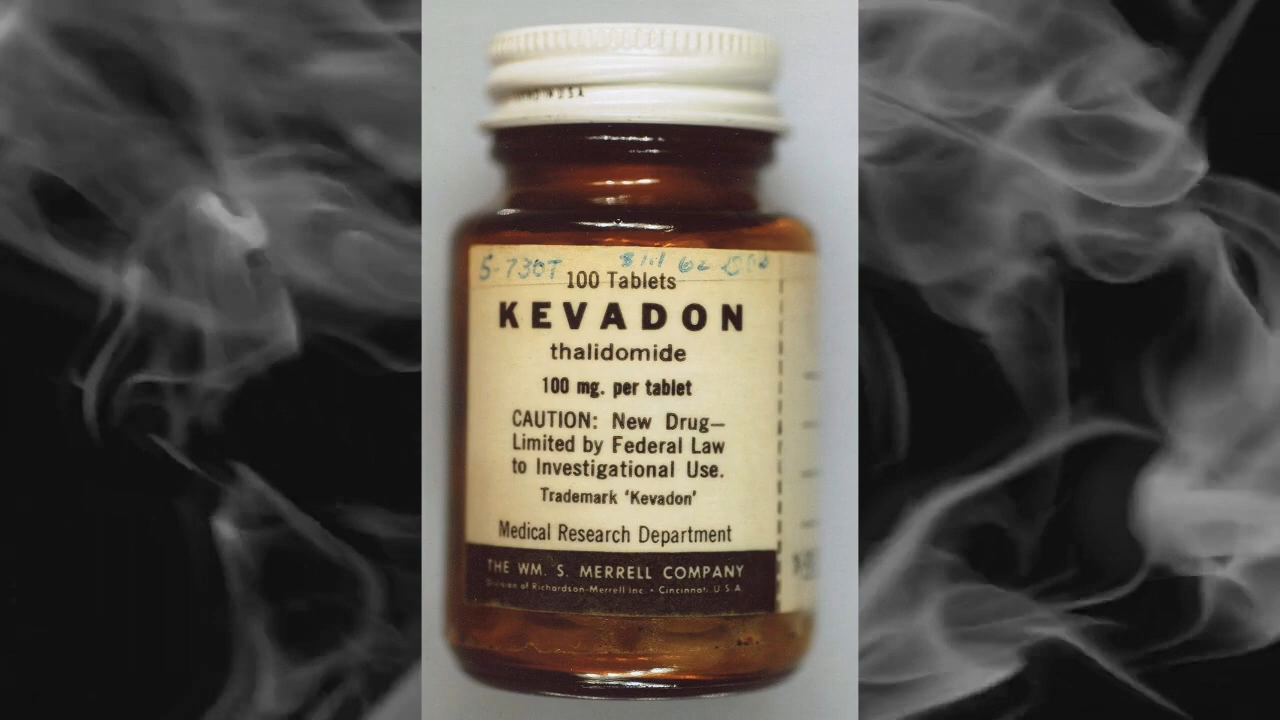 S-730T
100 Tablets
KEVADON
thalidomide
100 mg. per tablet
CAUTION: New Drug—
Limited by Federal Law
to Investigational Use.
Trademark 'Kevadon'
Medical Research Department
THE WM. S. MERRELL COMPANY
Division of Richardson-Merrell Inc. • Cincinnati, U S A